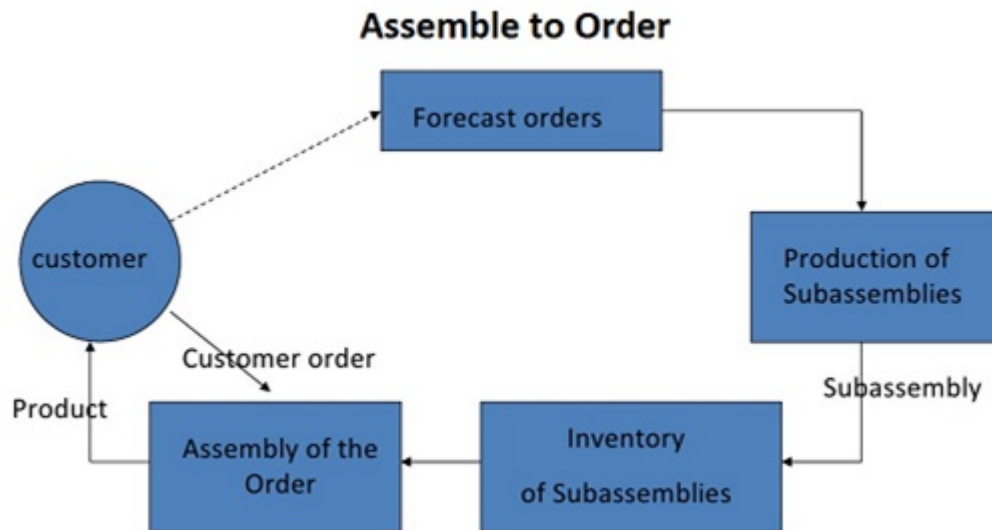 Assemble to Order
Forecast orders
customer
Production of
Subassemblies
Customer order
Subassembly
Product
Assembly of the
Order
Inventory
of Subassemblies